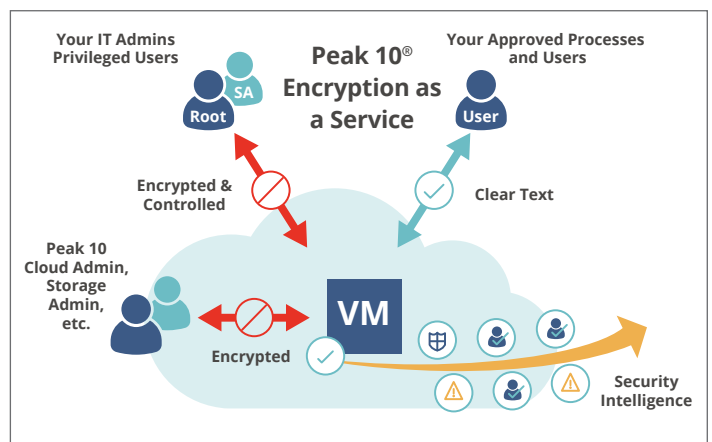 Your IT Admins
Privileged Users
SA
Root
Peak 10®
Encryption as
a Service
Your Approved Processes
and Users
User
Encrypted &
Controlled
Clear Text
Peak 10
Cloud Admin,
Storage
Admin,
etc.
Encrypted
VM
Security
Intelligence